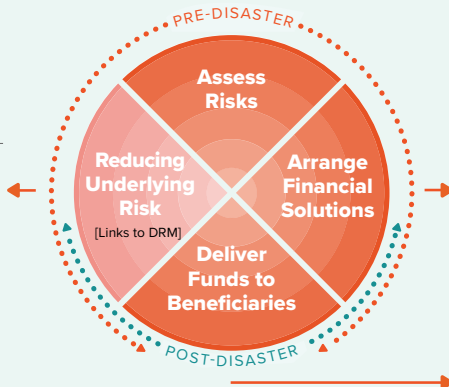 PRE-DISASTER
Assess
Risks
Reducing
Underlying
Risk
[Links to DRM]
Arrange
Financial
Solutions
Deliver
Funds to
Beneficiaries
POST-DISASTER